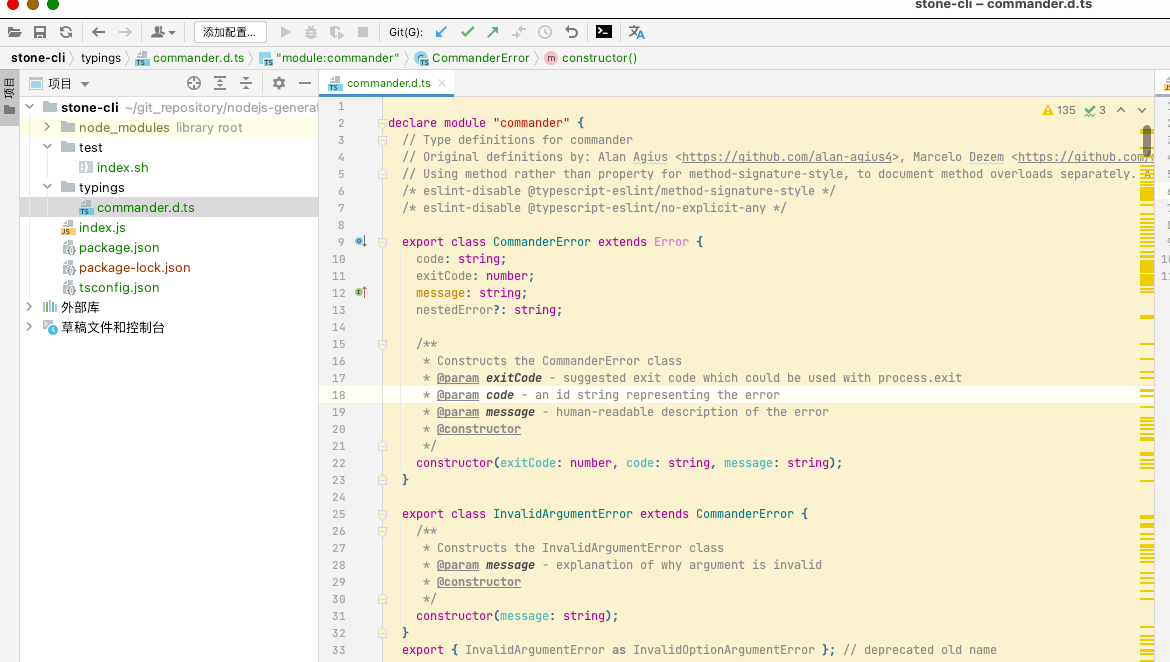 stone-cli – commander.d.ts
添加配置... Git(G):
stone-cli typings commander.d.ts "module:commander" CommanderError constructor()
项目
项目
commander.d.ts
stone-cli ~/git_repository/nodejs-generat
node_modules library root
test
index.sh
typings
commander.d.ts
index.js
package.json
package-lock.json
tsconfig.json
外部库
草稿文件和控制台
135 3
1
2 declare module "commander" {
3 // Type definitions for commander
4 // Original definitions by: Alan Agius <https://github.com/alan-agius4>, Marcelo Dezem <https://github.com/
5 // Using method rather than property for method-signature-style, to document method overloads separately. A
6 /* eslint-disable @typescript-eslint/method-signature-style */
7 /* eslint-disable @typescript-eslint/no-explicit-any */
8
9 export class CommanderError extends Error {
10 code: string;
11 exitCode: number;
12 message: string;
13 nestedError?: string;
14
15 /**
16 * Constructs the CommanderError class
17 * @param exitCode - suggested exit code which could be used with process.exit
18 * @param code - an id string representing the error
19 * @param message - human-readable description of the error
20 * @constructor
21 */
22 constructor(exitCode: number, code: string, message: string);
23 }
24
25 export class InvalidArgumentError extends CommanderError {
26 /**
27 * Constructs the InvalidArgumentError class
28 * @param message - explanation of why argument is invalid
29 * @constructor
30 */
31 constructor(message: string);
32 }
33 export { InvalidArgumentError as InvalidOptionArgumentError }; // deprecated old name